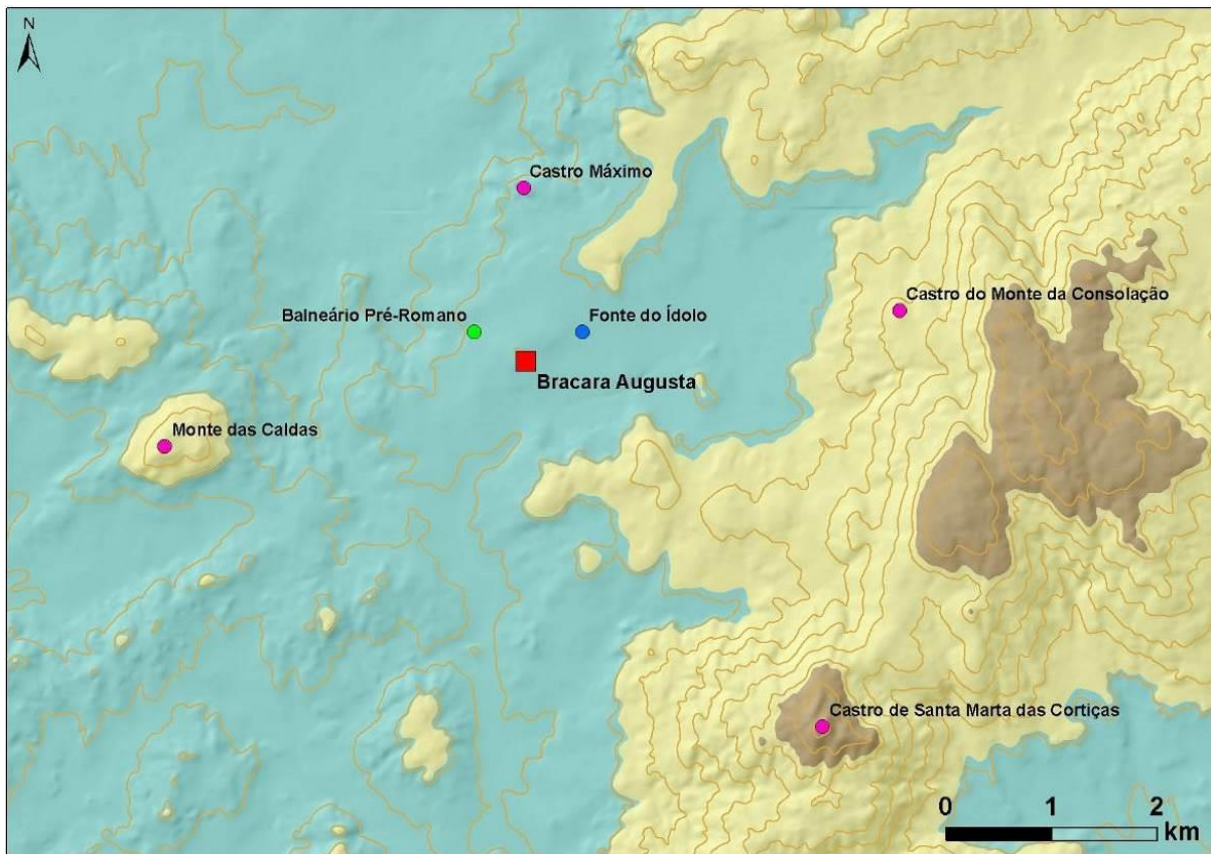 N
Castro Máximo
Castro do Monte da Consolação
Balneário Pré-Romano
Fonte do Ídolo
Bracara Augusta
Monte das Caldas
Castro de Santa Marta das Cortiças
0 1 2
km